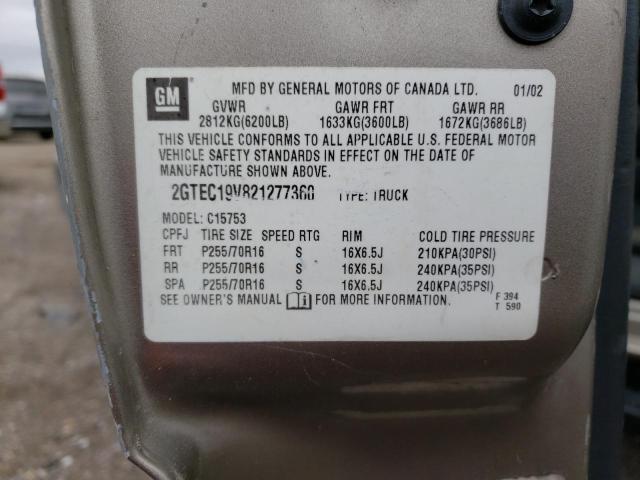 GM
MFD BY GENERAL MOTORS OF CANADA LTD. 01/02
GVWR GAWR FRT GAWR RR
2812KG(6200LB) 1633KG(3600LB) 1672KG(3686LB)
THIS VEHICLE CONFORMS TO ALL APPLICABLE U.S. FEDERAL MOTOR
VEHICLE SAFETY STANDARDS IN EFFECT ON THE DATE OF
MANUFACTURE SHOWN ABOVE.
2GTEC19V821277360 TYPE: TRUCK
MODEL: C15753
CPFJ TIRE SIZE SPEED RTG RIM COLD TIRE PRESSURE
FRT P255/70R16 S 16X6.5J 210KPA(30PSI)
RR P255/70R16 S 16X6.5J 240KPA(35PSI)
SPA P255/70R16 S 16X6.5J 240KPA(35PSI)
SEE OWNER'S MANUAL FOR MORE INFORMATION.
F 394
T 590